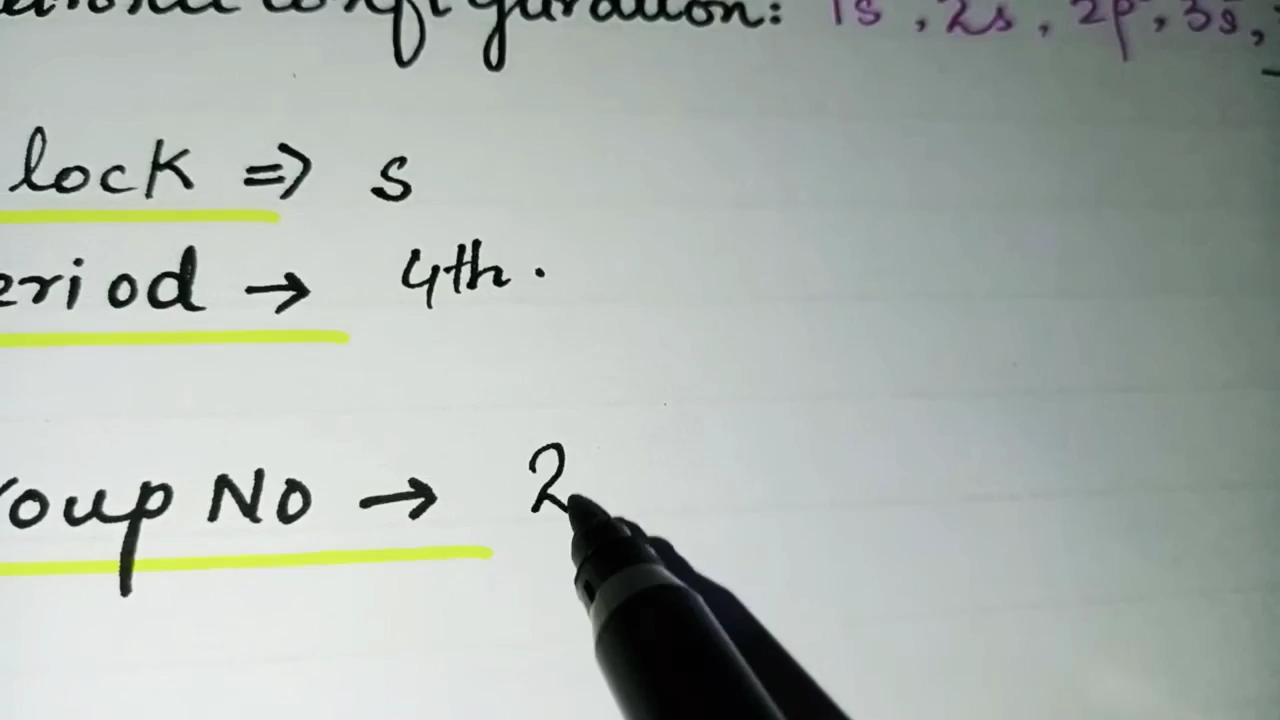 configuration: 1s, 2s, 2p, 3s,
lock => s
eriod → 4th.
oup No → 2